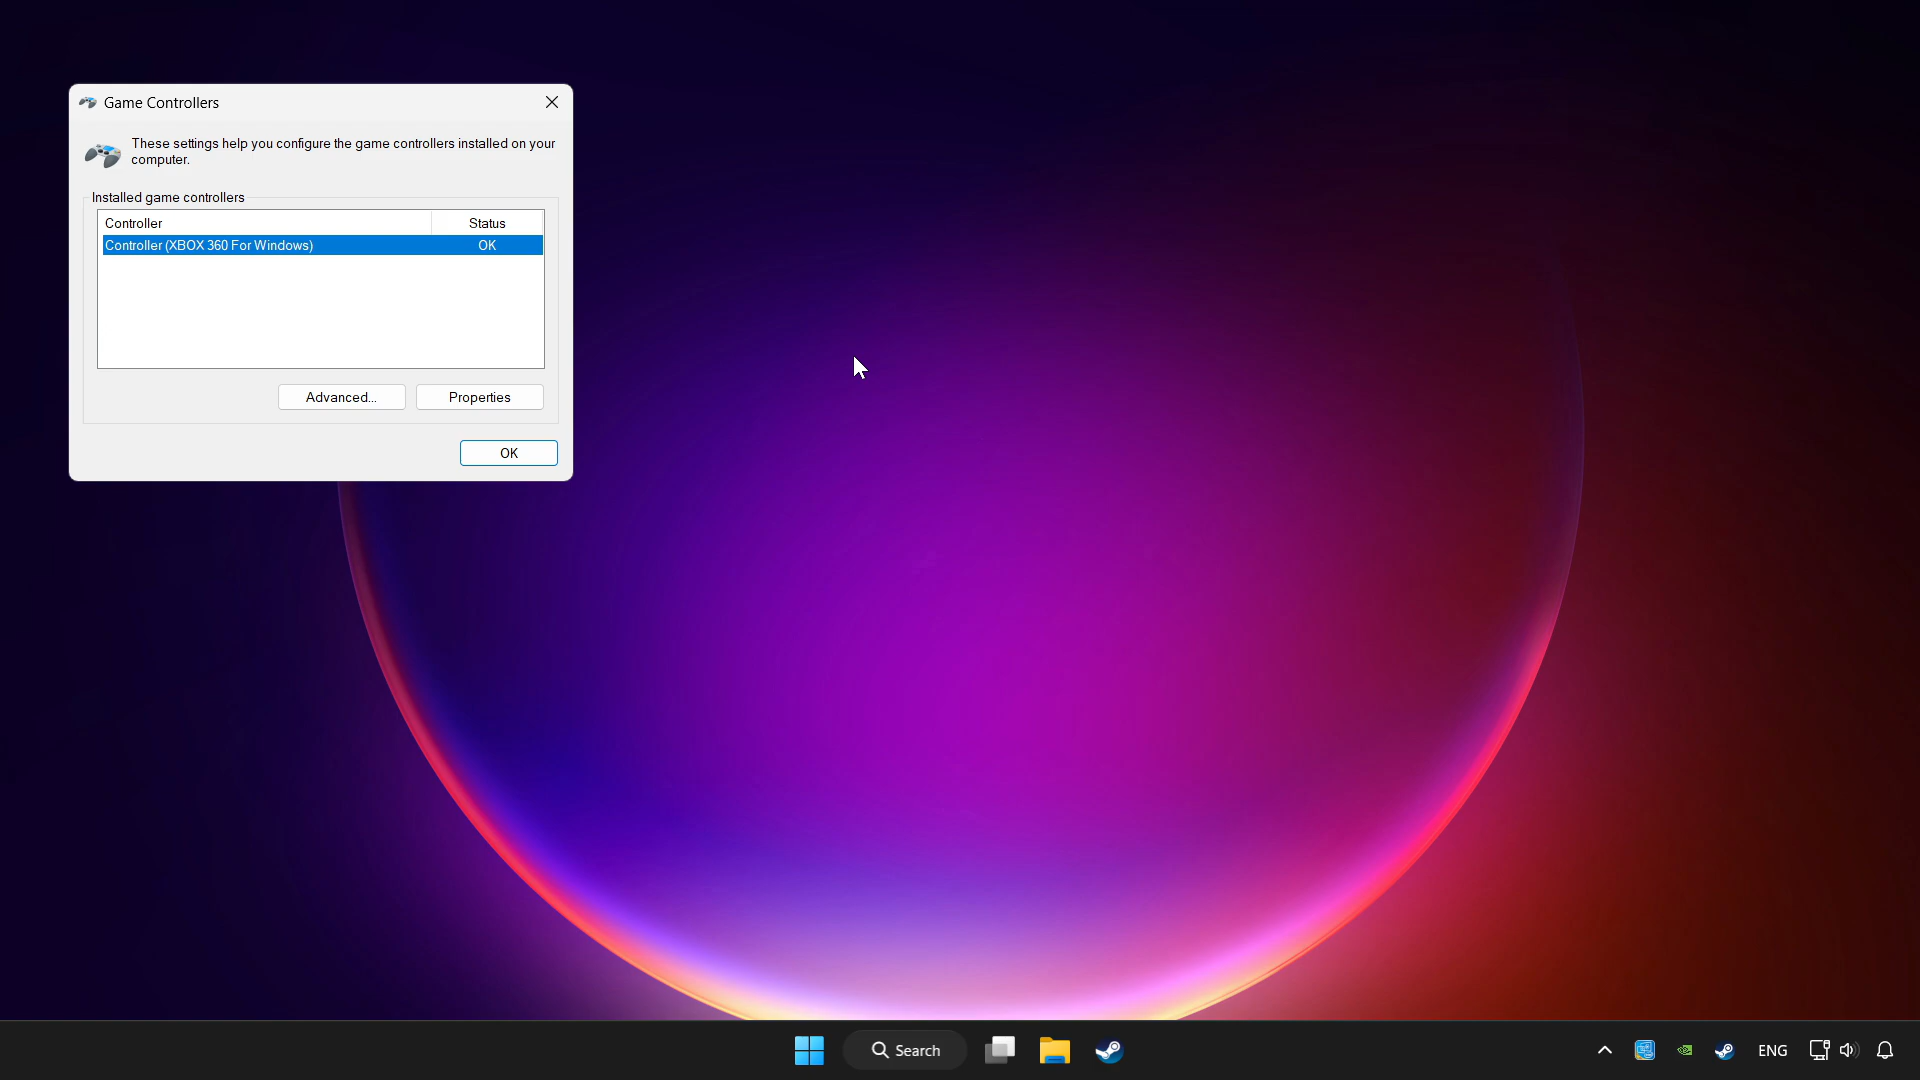 Game Controllers
These settings help you configure the game controllers installed on your
computer.
Installed game controllers
Controller Status
Controller (XBOX 360 For Windows) OK
Advanced... Properties
OK
Search
ENG